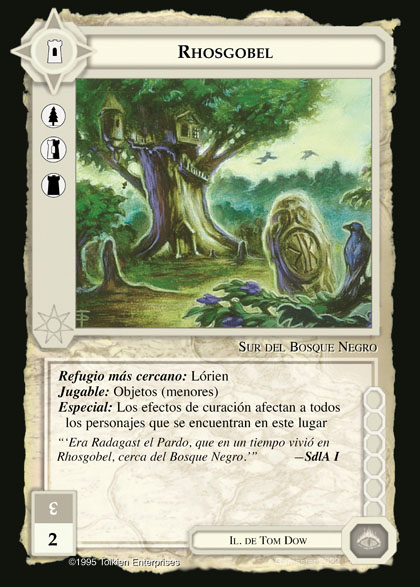 Rhosgobel
Sur del Bosque Negro
Refugio más cercano: Lórien
Jugable: Objetos (menores)
Especial: Los efectos de curación afectan a todos
los personajes que se encuentran en este lugar
"‘Era Radagast el Pardo, que en un tiempo vivió en
Rhosgobel, cerca del Bosque Negro.’" —SdlA I
2
Il. de Tom Dow
©1995 Tolkien Enterprises